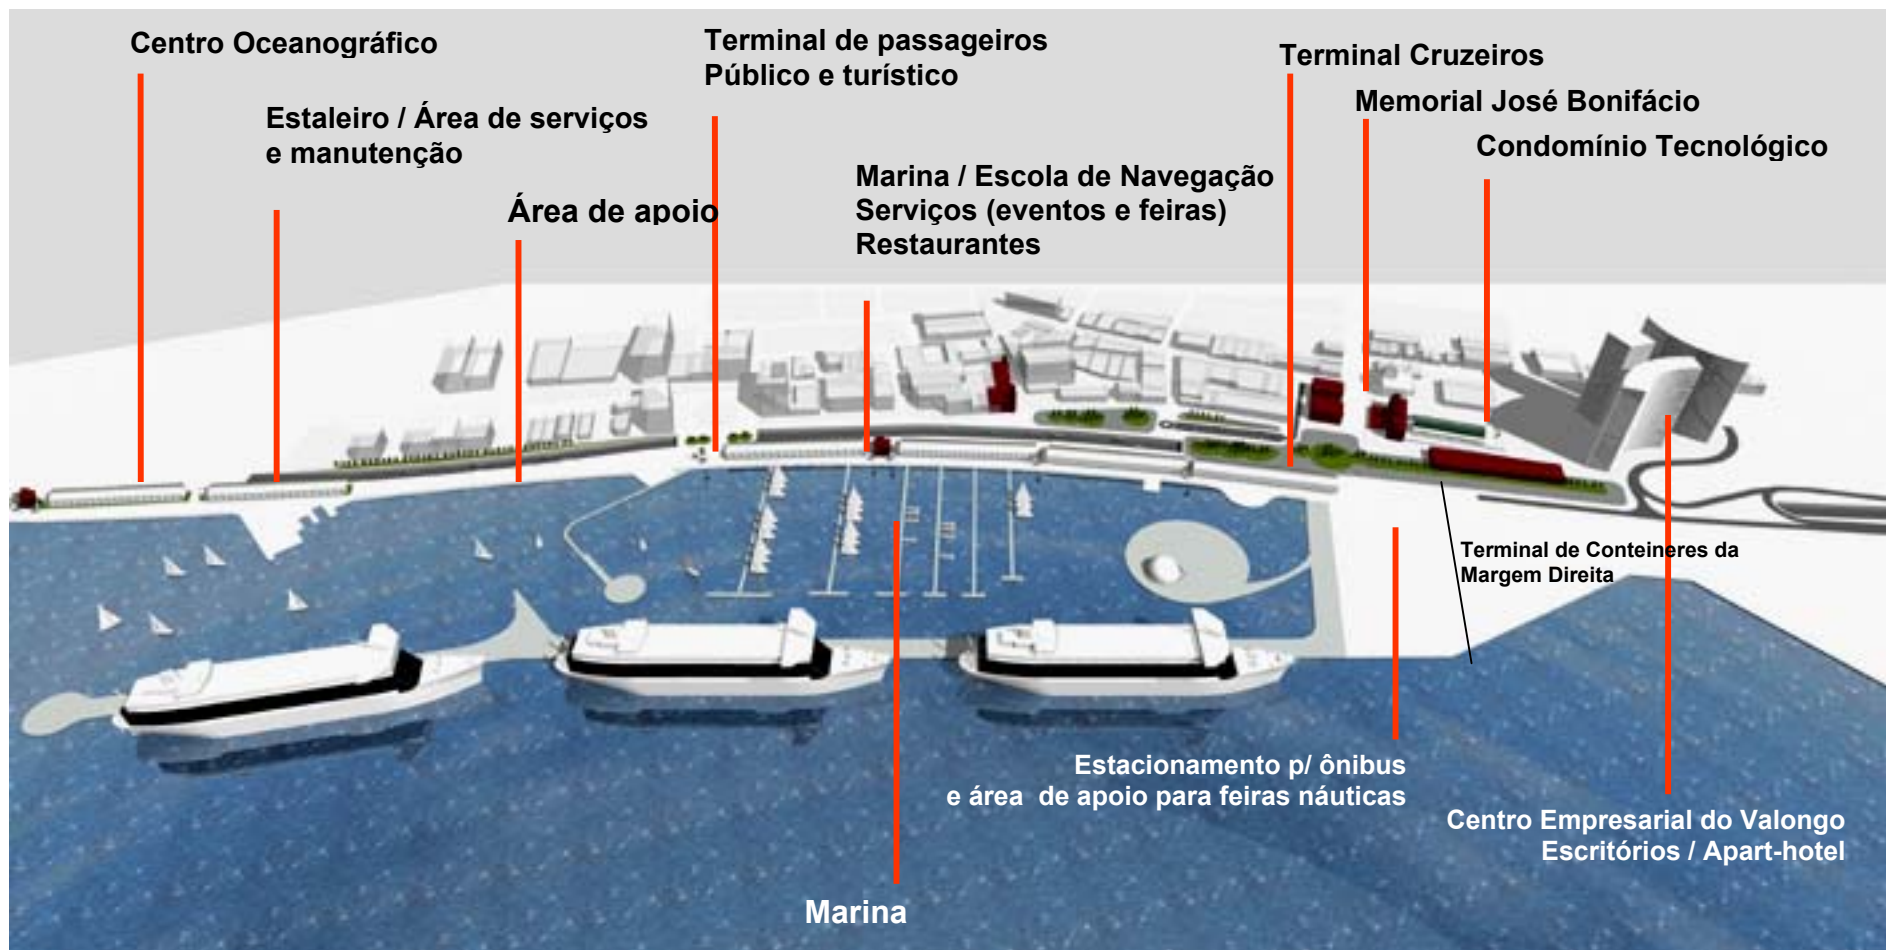 Centro Oceanográfico
Estaleiro / Área de serviços
e manutenção
Área de apoio
Terminal de passageiros
Público e turístico
Marina / Escola de Navegação
Serviços (eventos e feiras)
Restaurantes
Terminal Cruzeiros
Memorial José Bonifácio
Condomínio Tecnológico
Terminal de Conteineres da
Margem Direita
Estacionamento p/ ônibus
e área de apoio para feiras náuticas
Centro Empresarial do Valongo
Escritórios / Apart-hotel
Marina